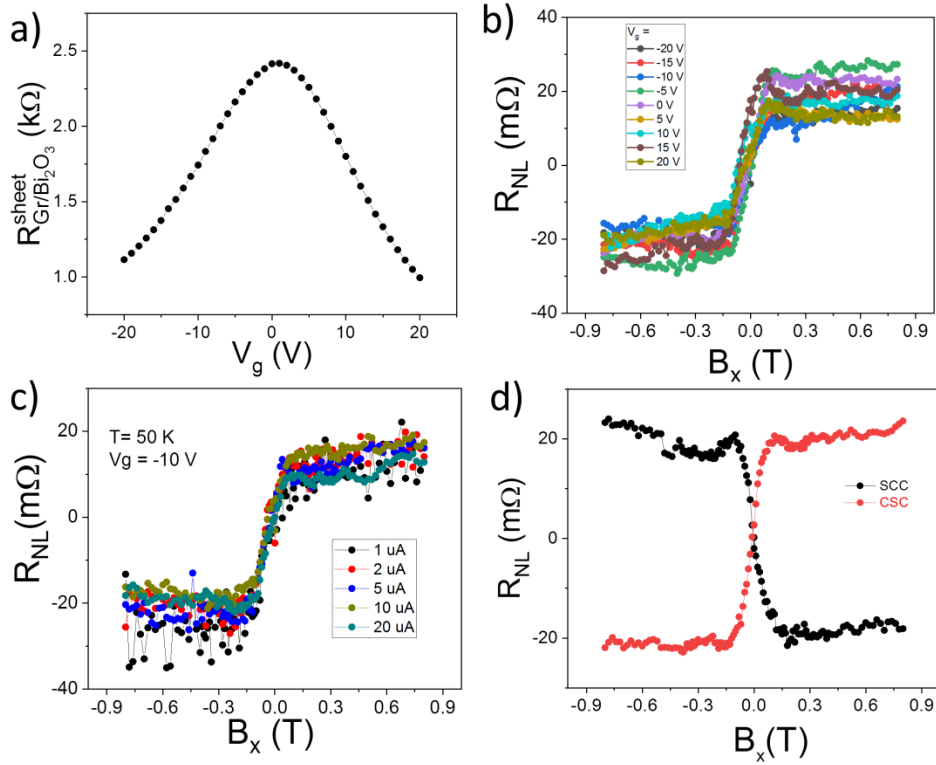 a)
R^sheet_Gr/Bi₂O₃ (kΩ)
2.5
2.0
1.5
1.0
-20
-10
0
10
20
V_g (V)
b)
R_NL (mΩ)
40
20
0
-20
-40
V_g =
-20 V
-15 V
-10 V
-5 V
0 V
5 V
10 V
15 V
20 V
-0.9
-0.6
-0.3
0.0
0.3
0.6
0.9
B_x (T)
c)
R_NL(mΩ)
20
0
-20
-40
T= 50 K
Vg = -10 V
1 uA
2 uA
5 uA
10 uA
20 uA
-0.9
-0.6
-0.3
0.0
0.3
0.6
0.9
B_x (T)
d)
R_NL (mΩ)
20
0
-20
SCC
CSC
-0.9
-0.6
-0.3
0.0
0.3
0.6
0.9
B_x(T)